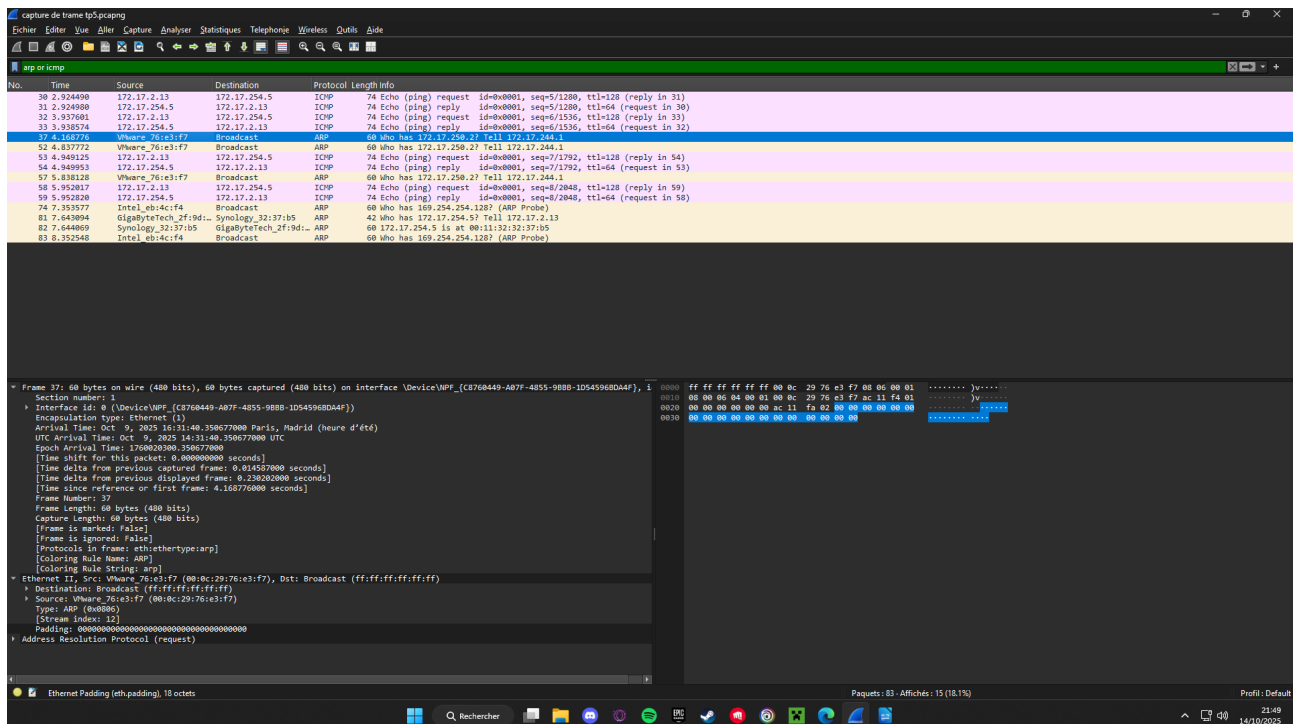 capture de trame tp5.pcapng
Fichier Editer Vue Aller Capture Analyser Statistiques Telephonie Wireless Outils Aide
arp or icmp
No. Time Source Destination Protocol Length Info
30 2.924490 172.17.2.13 172.17.254.5 ICMP 74 Echo (ping) request id=0x0001, seq=5/1280, ttl=128 (reply in 31)
31 2.924980 172.17.254.5 172.17.2.13 ICMP 74 Echo (ping) reply id=0x0001, seq=5/1280, ttl=64 (request in 30)
32 3.937601 172.17.2.13 172.17.254.5 ICMP 74 Echo (ping) request id=0x0001, seq=6/1536, ttl=128 (reply in 33)
33 3.938574 172.17.254.5 172.17.2.13 ICMP 74 Echo (ping) reply id=0x0001, seq=6/1536, ttl=64 (request in 32)
37 4.168776 VMware_76:e3:f7 Broadcast ARP 60 Who has 172.17.250.2? Tell 172.17.244.1
52 4.837772 VMware_76:e3:f7 Broadcast ARP 60 Who has 172.17.250.2? Tell 172.17.244.1
53 4.949125 172.17.2.13 172.17.254.5 ICMP 74 Echo (ping) request id=0x0001, seq=7/1792, ttl=128 (reply in 54)
54 4.949953 172.17.254.5 172.17.2.13 ICMP 74 Echo (ping) reply id=0x0001, seq=7/1792, ttl=64 (request in 53)
57 5.838128 VMware_76:e3:f7 Broadcast ARP 60 Who has 172.17.250.2? Tell 172.17.244.1
58 5.952017 172.17.2.13 172.17.254.5 ICMP 74 Echo (ping) request id=0x0001, seq=8/2048, ttl=128 (reply in 59)
59 5.952820 172.17.254.5 172.17.2.13 ICMP 74 Echo (ping) reply id=0x0001, seq=8/2048, ttl=64 (request in 58)
74 7.353577 Intel_eb:4c:f4 Broadcast ARP 60 Who has 169.254.254.128? (ARP Probe)
81 7.643094 GigaByteTech_2f:9d:… Synology_32:37:b5 ARP 42 Who has 172.17.254.5? Tell 172.17.2.13
82 7.644069 Synology_32:37:b5 GigaByteTech_2f:9d:… ARP 60 172.17.254.5 is at 00:11:32:32:37:b5
83 8.352548 Intel_eb:4c:f4 Broadcast ARP 60 Who has 169.254.254.128? (ARP Probe)
Frame 37: 60 bytes on wire (480 bits), 60 bytes captured (480 bits) on interface \Device\NPF_{C8760449-A07F-4855-9BBB-1D54596BDA4F}, i
Section number: 1
Interface id: 0 (\Device\NPF_{C8760449-A07F-4855-9BBB-1D54596BDA4F})
Encapsulation type: Ethernet (1)
Arrival Time: Oct 9, 2025 16:31:40.350677000 Paris, Madrid (heure d'été)
UTC Arrival Time: Oct 9, 2025 14:31:40.350677000 UTC
Epoch Arrival Time: 1760020300.350677000
[Time shift for this packet: 0.000000000 seconds]
[Time delta from previous captured frame: 0.014587000 seconds]
[Time delta from previous displayed frame: 0.230202000 seconds]
[Time since reference or first frame: 4.168776000 seconds]
Frame Number: 37
Frame Length: 60 bytes (480 bits)
Capture Length: 60 bytes (480 bits)
[Frame is marked: False]
[Frame is ignored: False]
[Protocols in frame: eth:ethertype:arp]
[Coloring Rule Name: ARP]
[Coloring Rule String: arp]
Ethernet II, Src: VMware_76:e3:f7 (00:0c:29:76:e3:f7), Dst: Broadcast (ff:ff:ff:ff:ff:ff)
Destination: Broadcast (ff:ff:ff:ff:ff:ff)
Source: VMware_76:e3:f7 (00:0c:29:76:e3:f7)
Type: ARP (0x0806)
[Stream index: 12]
Padding: 000000000000000000000000000000000000
Address Resolution Protocol (request)
0000 ff ff ff ff ff ff 00 0c 29 76 e3 f7 08 06 00 01 ········ )v······
0010 08 00 06 04 00 01 00 0c 29 76 e3 f7 ac 11 f4 01 ········ )v······
0020 00 00 00 00 00 00 ac 11 fa 02 00 00 00 00 00 00 ········ ········
0030 00 00 00 00 00 00 00 00 00 00 00 00 ········ ····
Ethernet Padding (eth.padding), 18 octets
Paquets : 83 · Affichés : 15 (18.1%)
Profil : Default
Rechercher
EPIC
21:49
14/10/2025